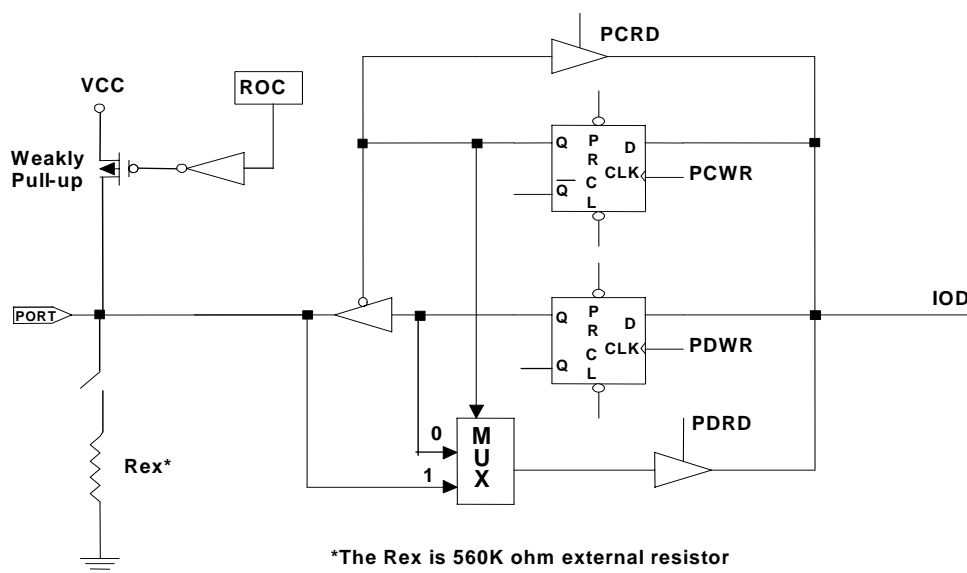 PCRD
VCC
ROC
Weakly
Pull-up
Q P R D
CLK
PCWR
Q C L
PORT
IOD
Q P R D
CLK
PDWR
Q C L
PDRD
0
MUX
1
Rex*
*The Rex is 560K ohm external resistor